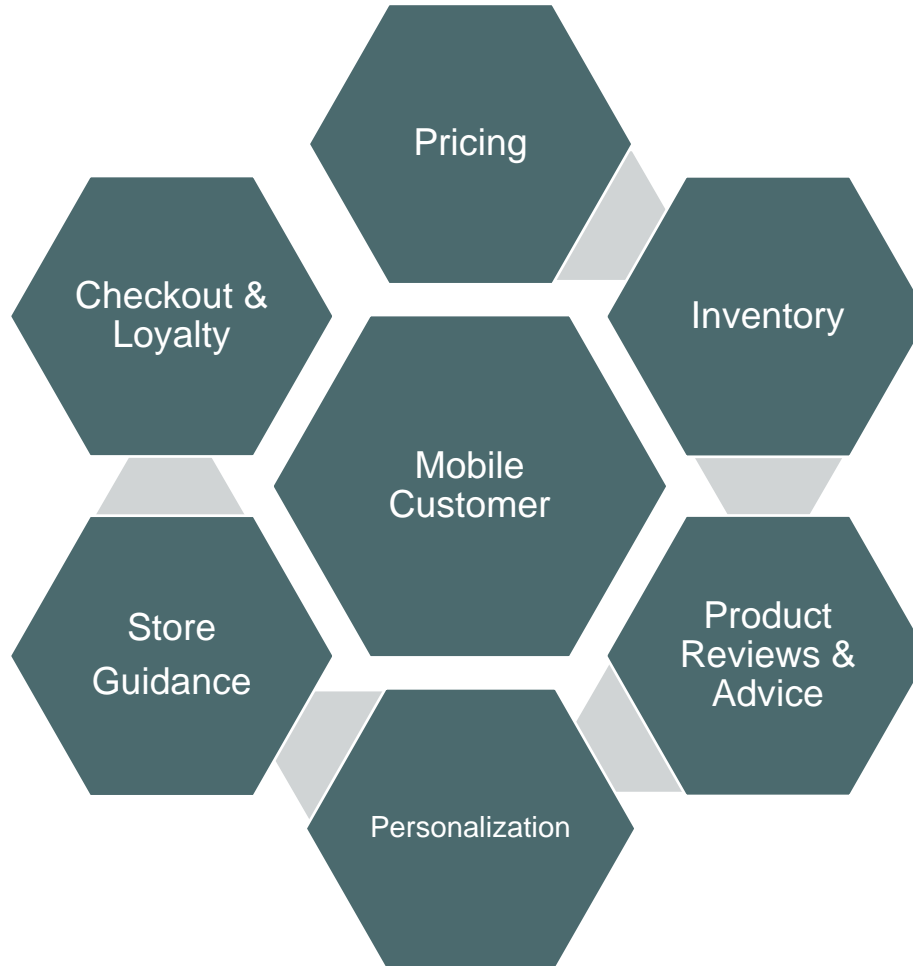 Pricing
Checkout &
Loyalty
Inventory
Mobile
Customer
Store
Guidance
Product
Reviews &
Advice
Personalization